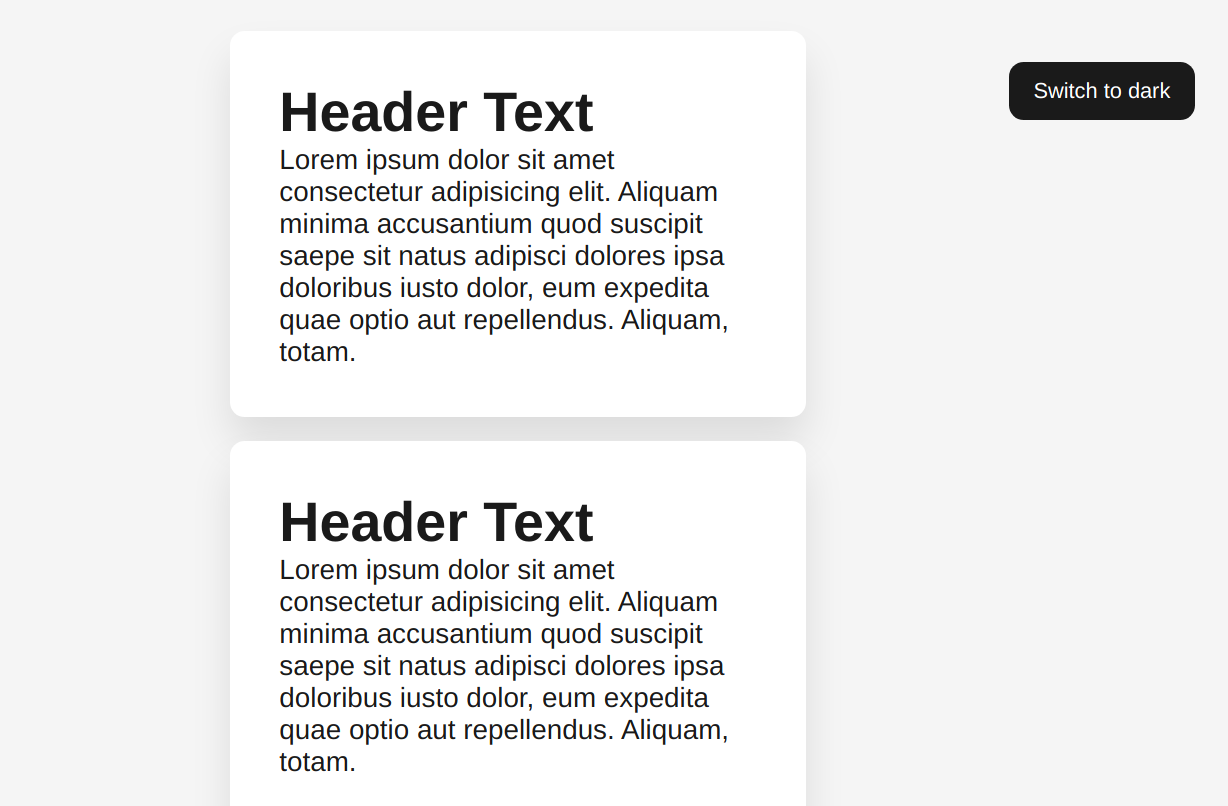 Header Text
Switch to dark
Lorem ipsum dolor sit amet
consectetur adipisicing elit. Aliquam
minima accusantium quod suscipit
saepe sit natus adipisci dolores ipsa
doloribus iusto dolor, eum expedita
quae optio aut repellendus. Aliquam,
totam.
Header Text
Lorem ipsum dolor sit amet
consectetur adipisicing elit. Aliquam
minima accusantium quod suscipit
saepe sit natus adipisci dolores ipsa
doloribus iusto dolor, eum expedita
quae optio aut repellendus. Aliquam,
totam.